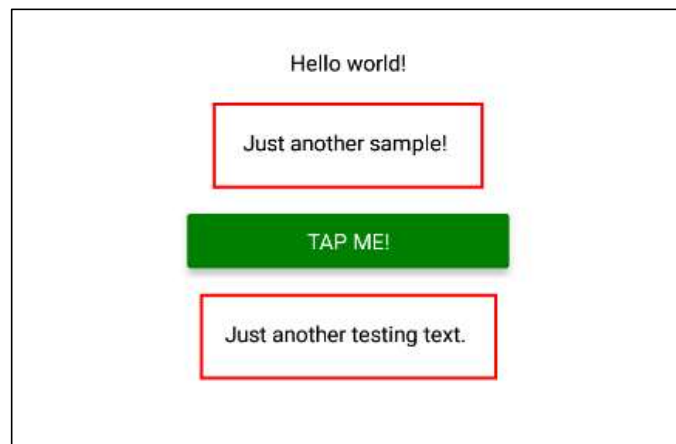 Hello world!
Just another sample!
TAP ME!
Just another testing text.